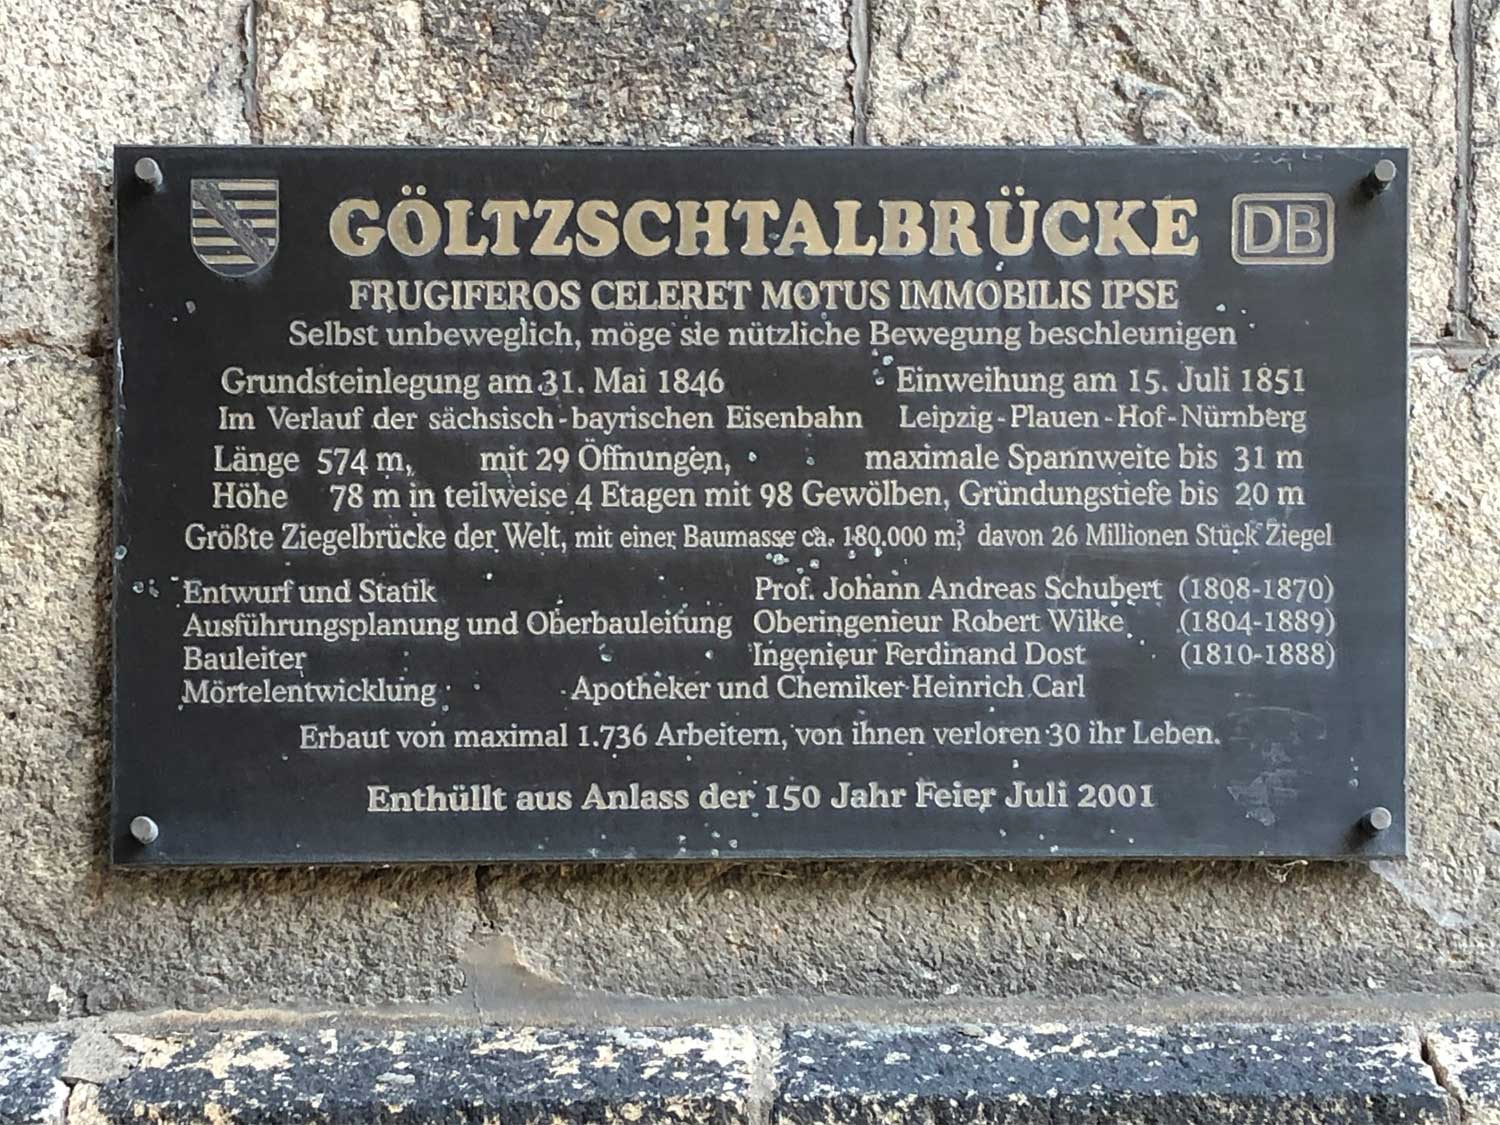 GÖLTZSCHTALBRÜCKE DB
FRUGIFEROS CELERET MOTUS IMMOBILIS IPSE
Selbst unbeweglich, möge sie nützliche Bewegung beschleunigen
Grundsteinlegung am 31. Mai 1846 Einweihung am 15. Juli 1851
Im Verlauf der sächsisch-bayrischen Eisenbahn Leipzig-Plauen-Hof-Nürnberg
Länge 574 m, mit 29 Öffnungen, maximale Spannweite bis 31 m
Höhe 78 m in teilweise 4 Etagen mit 98 Gewölben, Gründungstiefe bis 20 m
Größte Ziegelbrücke der Welt, mit einer Baumasse ca. 180.000 m³, davon 26 Millionen Stück Ziegel
Entwurf und Statik Prof. Johann Andreas Schubert (1808-1870)
Ausführungsplanung und Oberbauleitung Oberingenieur Robert Wilke (1804-1889)
Bauleiter Ingenieur Ferdinand Dost (1810-1888)
Mörtelentwicklung Apotheker und Chemiker Heinrich Carl
Erbaut von maximal 1.736 Arbeitern, von ihnen verloren 30 ihr Leben.
Enthüllt aus Anlass der 150 Jahr Feier Juli 2001